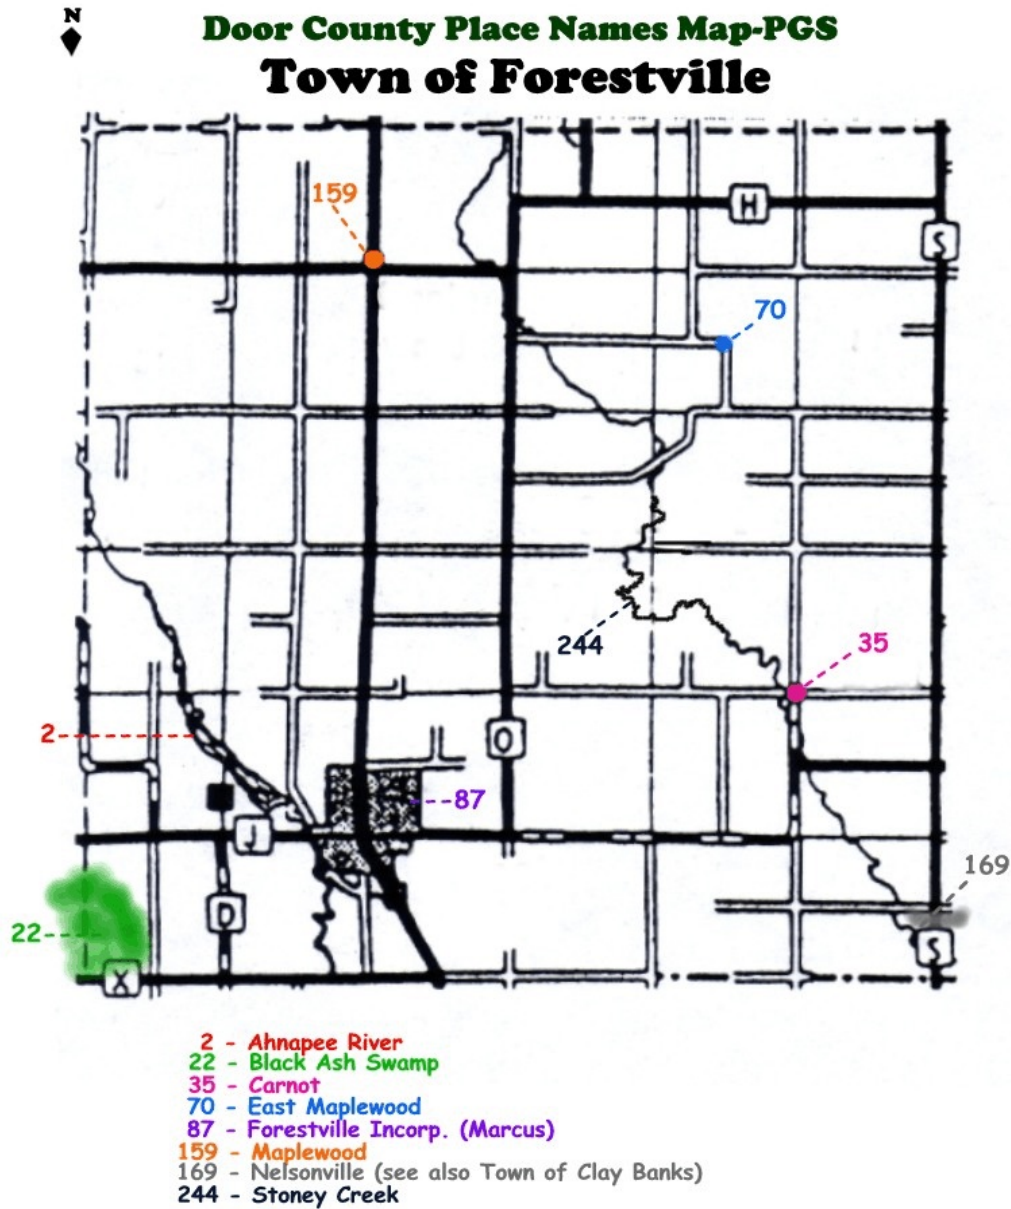 N
Door County Place Names Map-PGS
Town of Forestville
159
H
S
70
244
35
2
O
87
J
169
22
D
S
X
2 - Ahnapee River
22 - Black Ash Swamp
35 - Carnot
70 - East Maplewood
87 - Forestville Incorp. (Marcus)
159 - Maplewood
169 - Nelsonville (see also Town of Clay Banks)
244 - Stoney Creek